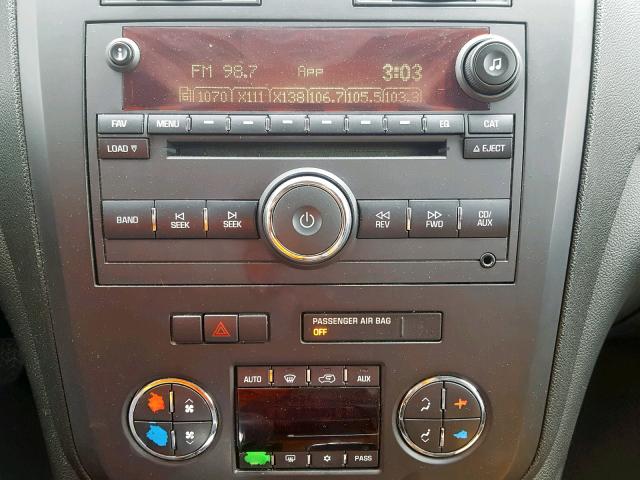 FM 98.7 App 3:03
6 1070 X111 X138 106.7 105.5 103.3
FAV MENU EQ CAT
LOAD EJECT
BAND SEEK SEEK REV FWD CD/AUX
PASSENGER AIR BAG
OFF
AUTO AUX
PASS